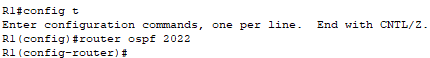 R1#config t
Enter configuration commands, one per line.  End with CNTL/Z.
R1(config)#router ospf 2022
R1(config-router)#